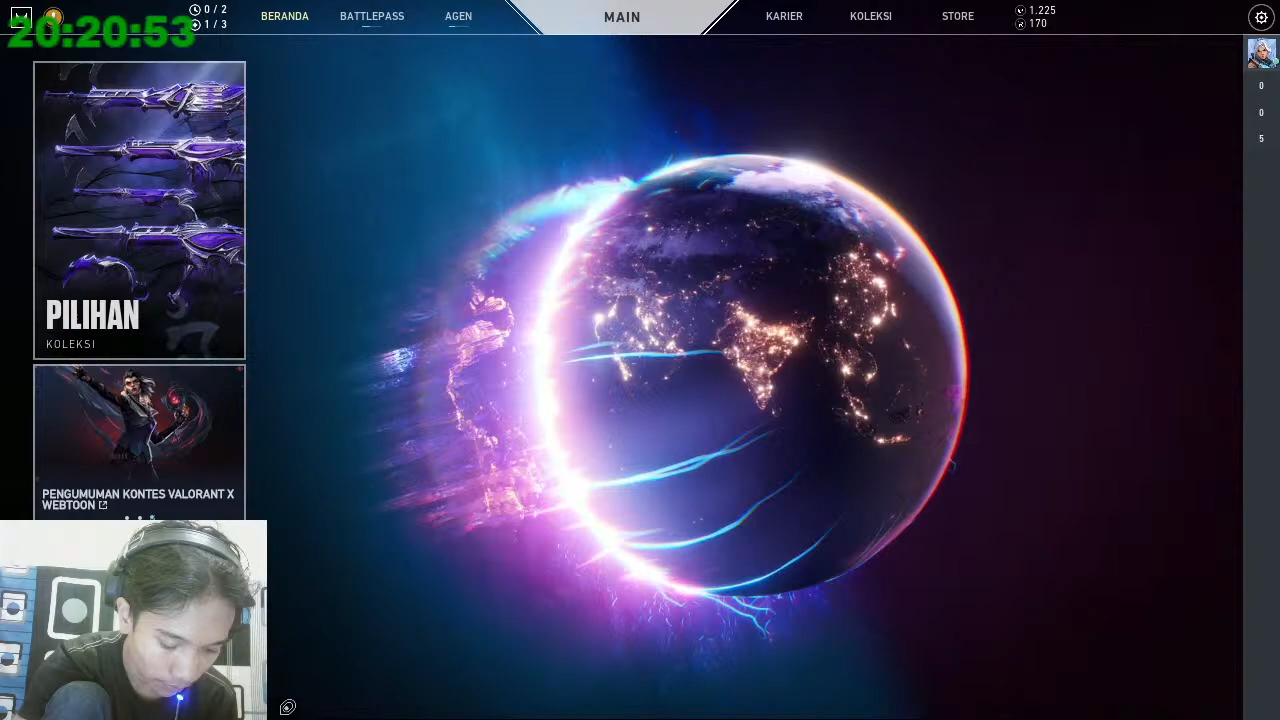 0 / 2
1 / 3
20:20:53
BERANDA
BATTLEPASS
AGEN
MAIN
KARIER
KOLEKSI
STORE
1.225
170
0
0
5
PILIHAN
KOLEKSI
PENGUMUMAN KONTES VALORANT X
WEBTOON